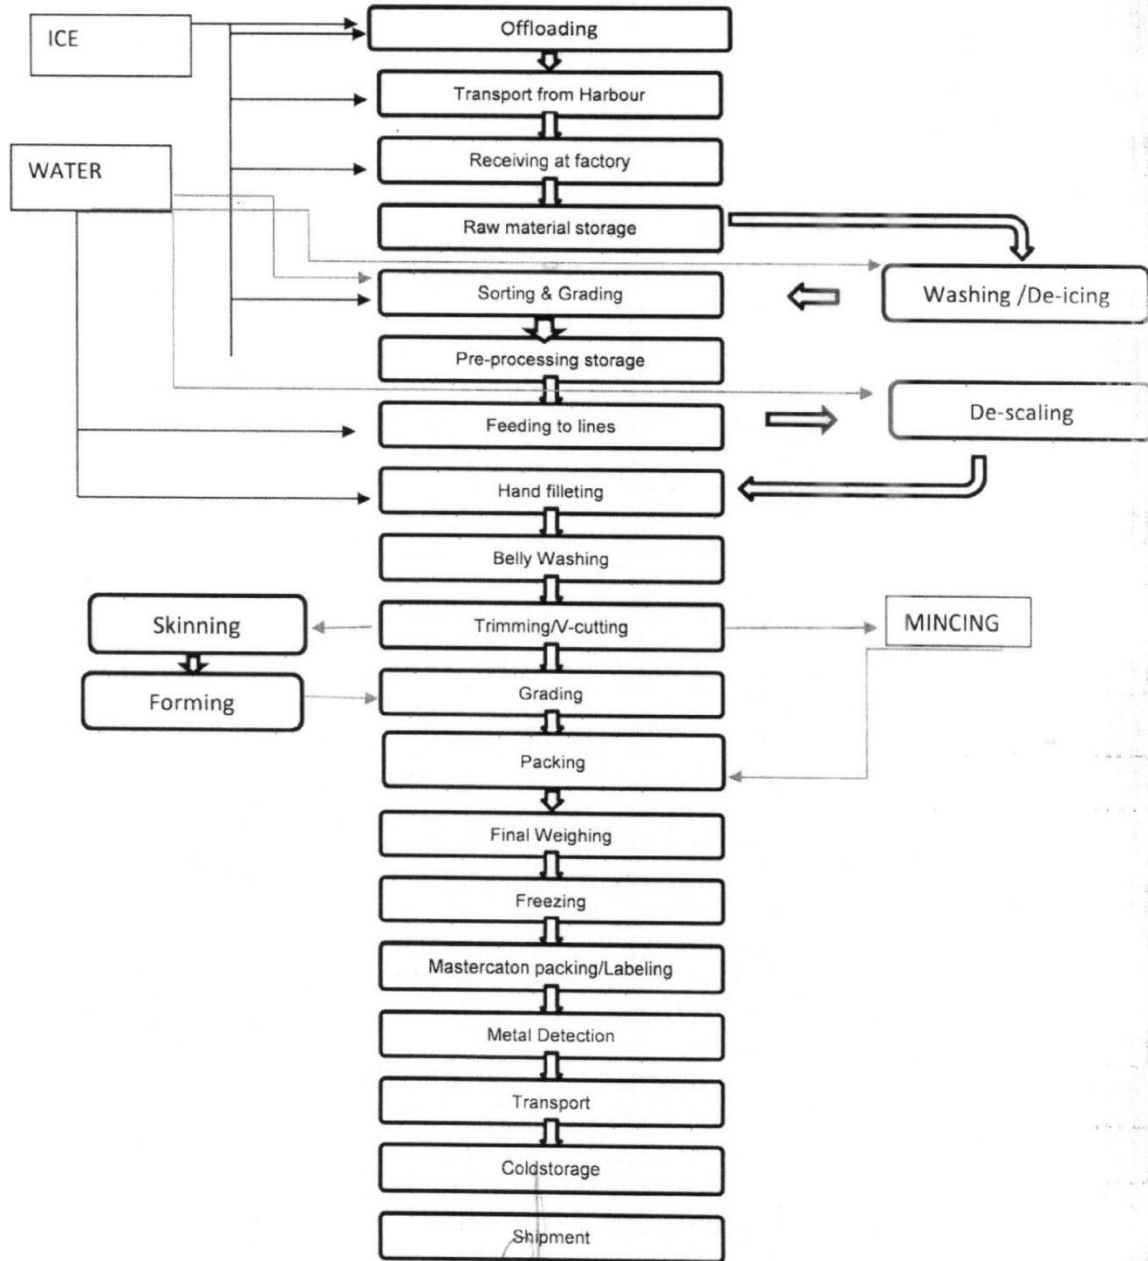 ICE
Offloading
Transport from Harbour
WATER
Receiving at factory
Raw material storage
Washing /De-icing
Sorting & Grading
Pre-processing storage
De-scaling
Feeding to lines
Hand filleting
Belly Washing
Skinning
Trimming/V-cutting
MINCING
Forming
Grading
Packing
Final Weighing
Freezing
Mastercaton packing/Labeling
Metal Detection
Transport
Coldstorage
Shipment